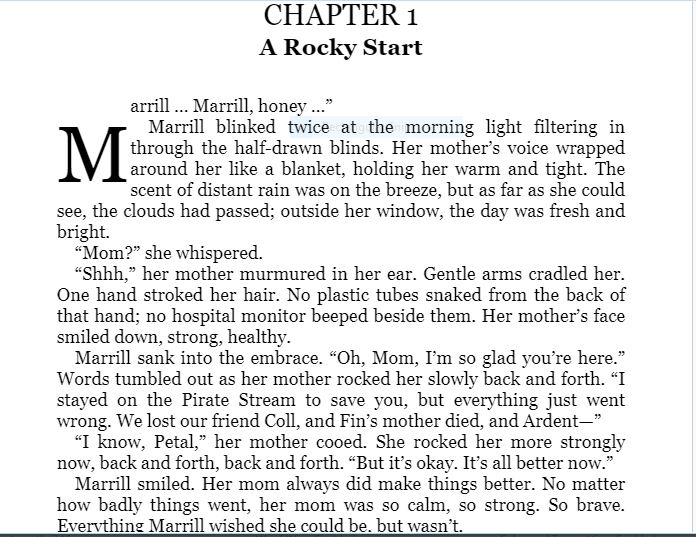 CHAPTER 1
A Rocky Start
Marrill ... Marrill, honey ...”
Marrill blinked twice at the morning light filtering in
through the half-drawn blinds. Her mother’s voice wrapped
around her like a blanket, holding her warm and tight. The
scent of distant rain was on the breeze, but as far as she could
see, the clouds had passed; outside her window, the day was fresh and
bright.
“Mom?” she whispered.
“Shhh,” her mother murmured in her ear. Gentle arms cradled her.
One hand stroked her hair. No plastic tubes snaked from the back of
that hand; no hospital monitor beeped beside them. Her mother’s face
smiled down, strong, healthy.
Marrill sank into the embrace. “Oh, Mom, I’m so glad you’re here.”
Words tumbled out as her mother rocked her slowly back and forth. “I
stayed on the Pirate Stream to save you, but everything just went
wrong. We lost our friend Coll, and Fin’s mother died, and Ardent—”
“I know, Petal,” her mother cooed. She rocked her more strongly
now, back and forth, back and forth. “But it’s okay. It’s all better now.”
Marrill smiled. Her mom always did make things better. No matter
how badly things went, her mom was so calm, so strong. So brave.
Everything Marrill wished she could be, but wasn’t.